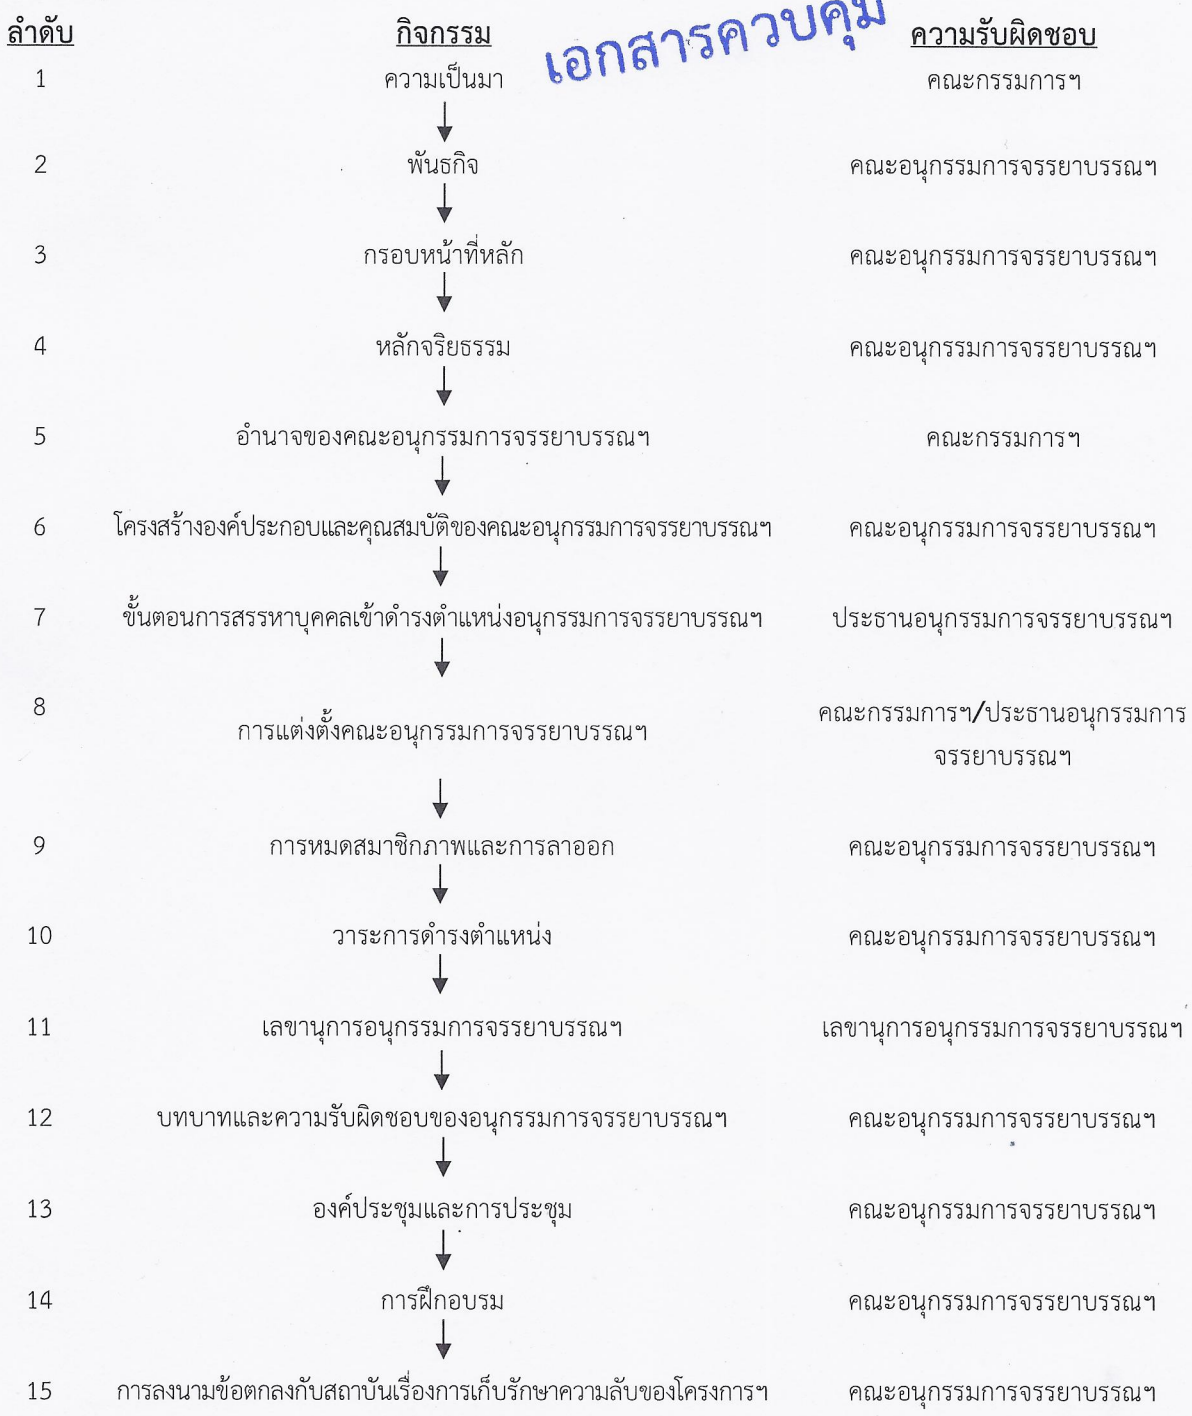 ลำดับ กิจกรรม เอกสารควบคุม ความรับผิดชอบ
1 ความเป็นมา คณะกรรมการฯ
2 พันธกิจ คณะอนุกรรมการจรรยาบรรณฯ
3 กรอบหน้าที่หลัก คณะอนุกรรมการจรรยาบรรณฯ
4 หลักจริยธรรม คณะอนุกรรมการจรรยาบรรณฯ
5 อำนาจของคณะอนุกรรมการจรรยาบรรณฯ คณะกรรมการฯ
6 โครงสร้างองค์ประกอบและคุณสมบัติของคณะอนุกรรมการจรรยาบรรณฯ คณะอนุกรรมการจรรยาบรรณฯ
7 ขั้นตอนการสรรหาบุคคลเข้าดำรงตำแหน่งอนุกรรมการจรรยาบรรณฯ ประธานอนุกรรมการจรรยาบรรณฯ
8 การแต่งตั้งคณะอนุกรรมการจรรยาบรรณฯ คณะกรรมการฯ/ประธานอนุกรรมการ
จรรยาบรรณฯ
9 การหมดสมาชิกภาพและการลาออก คณะอนุกรรมการจรรยาบรรณฯ
10 วาระการดำรงตำแหน่ง คณะอนุกรรมการจรรยาบรรณฯ
11 เลขานุการอนุกรรมการจรรยาบรรณฯ เลขานุการอนุกรรมการจรรยาบรรณฯ
12 บทบาทและความรับผิดชอบของอนุกรรมการจรรยาบรรณฯ คณะอนุกรรมการจรรยาบรรณฯ
13 องค์ประชุมและการประชุม คณะอนุกรรมการจรรยาบรรณฯ
14 การฝึกอบรม คณะอนุกรรมการจรรยาบรรณฯ
15 การลงนามข้อตกลงกับสถาบันเรื่องการเก็บรักษาความลับของโครงการฯ คณะอนุกรรมการจรรยาบรรณฯ